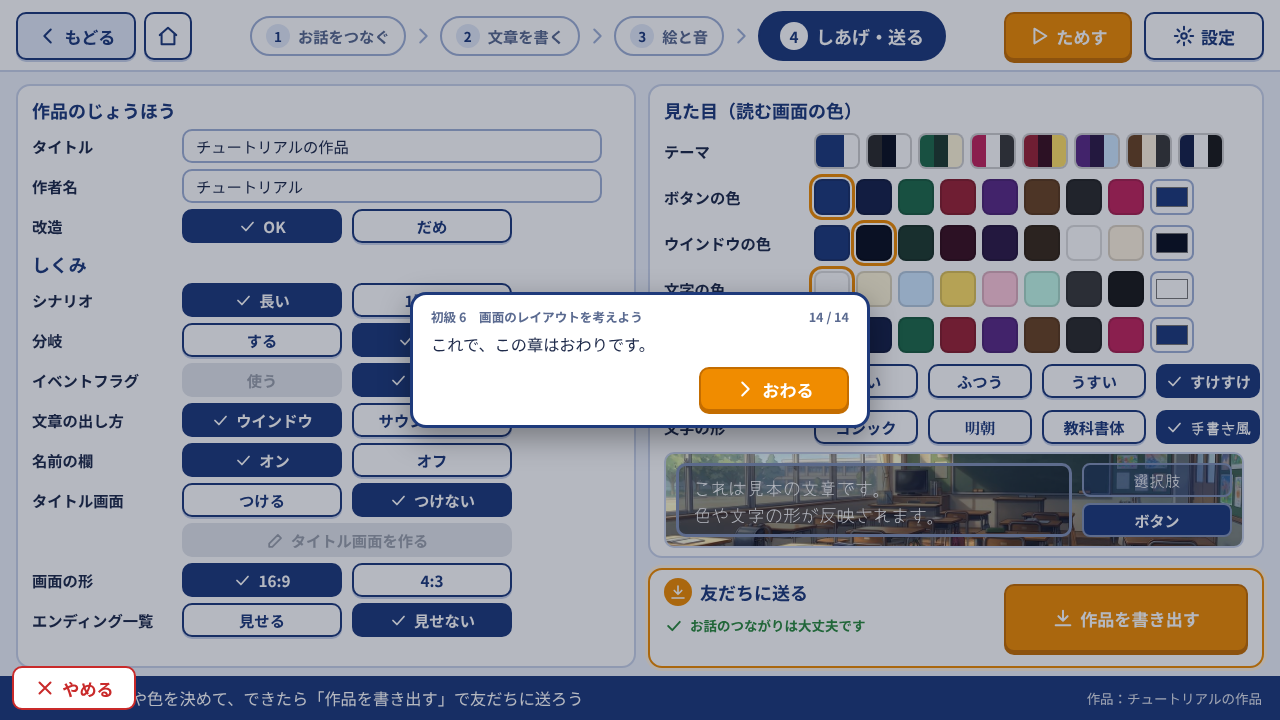 もどる
1 お話をつなぐ
2 文章を書く
3 絵と音
4 しあげ・送る
ためす
設定
作品のじょうほう
タイトル
チュートリアルの作品
作者名
チュートリアル
改造
OK
だめ
しくみ
シナリオ
長い
分岐
する
イベントフラグ
使う
文章の出し方
ウインドウ
名前の欄
オン
オフ
タイトル画面
つける
つけない
タイトル画面を作る
画面の形
16:9
4:3
エンディング一覧
見せる
見せない
見た目（読む画面の色）
テーマ
ボタンの色
ウインドウの色
文字の色
ふつう
うすい
すけすけ
文字の形
ゴシック
明朝
教科書体
手書き風
これは見本の文章です。
色や文字の形が反映されます。
選択肢
ボタン
初級 6　画面のレイアウトを考えよう
14 / 14
これで、この章はおわりです。
おわる
友だちに送る
お話のつながりは大丈夫です
作品を書き出す
やめる
や色を決めて、できたら「作品を書き出す」で友だちに送ろう
作品：チュートリアルの作品